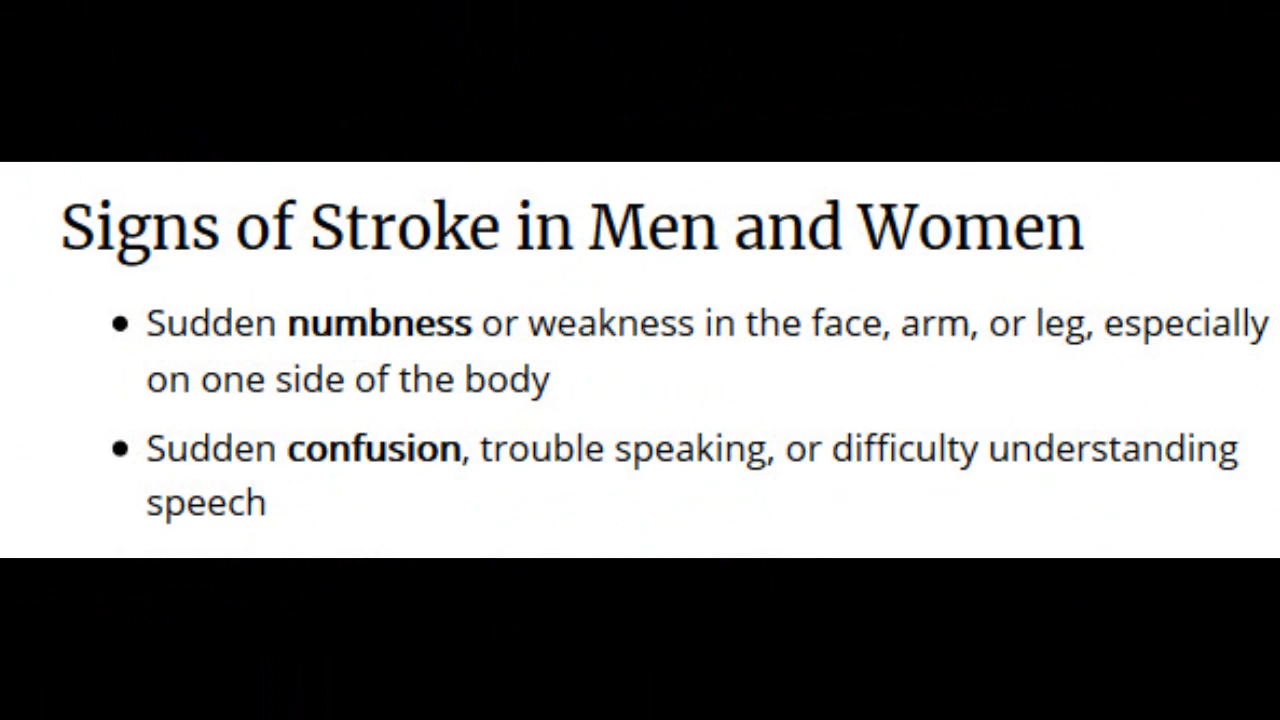 Signs of Stroke in Men and Women
Sudden numbness or weakness in the face, arm, or leg, especially
on one side of the body
Sudden confusion, trouble speaking, or difficulty understanding
speech